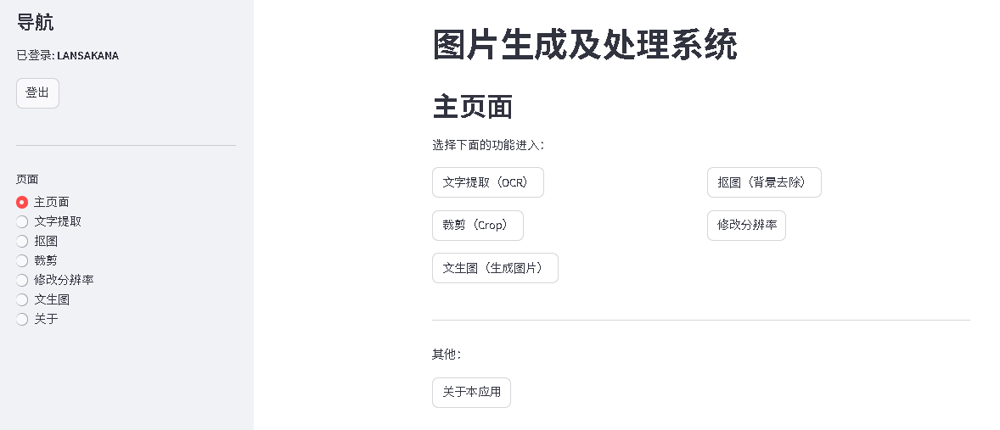 导航
已登录: LANSAKANA
登出
页面
主页面
文字提取
抠图
裁剪
修改分辨率
文生图
关于
图片生成及处理系统
主页面
选择下面的功能进入:
文字提取（OCR）
抠图（背景去除）
裁剪（Crop）
修改分辨率
文生图（生成图片）
其他:
关于本应用